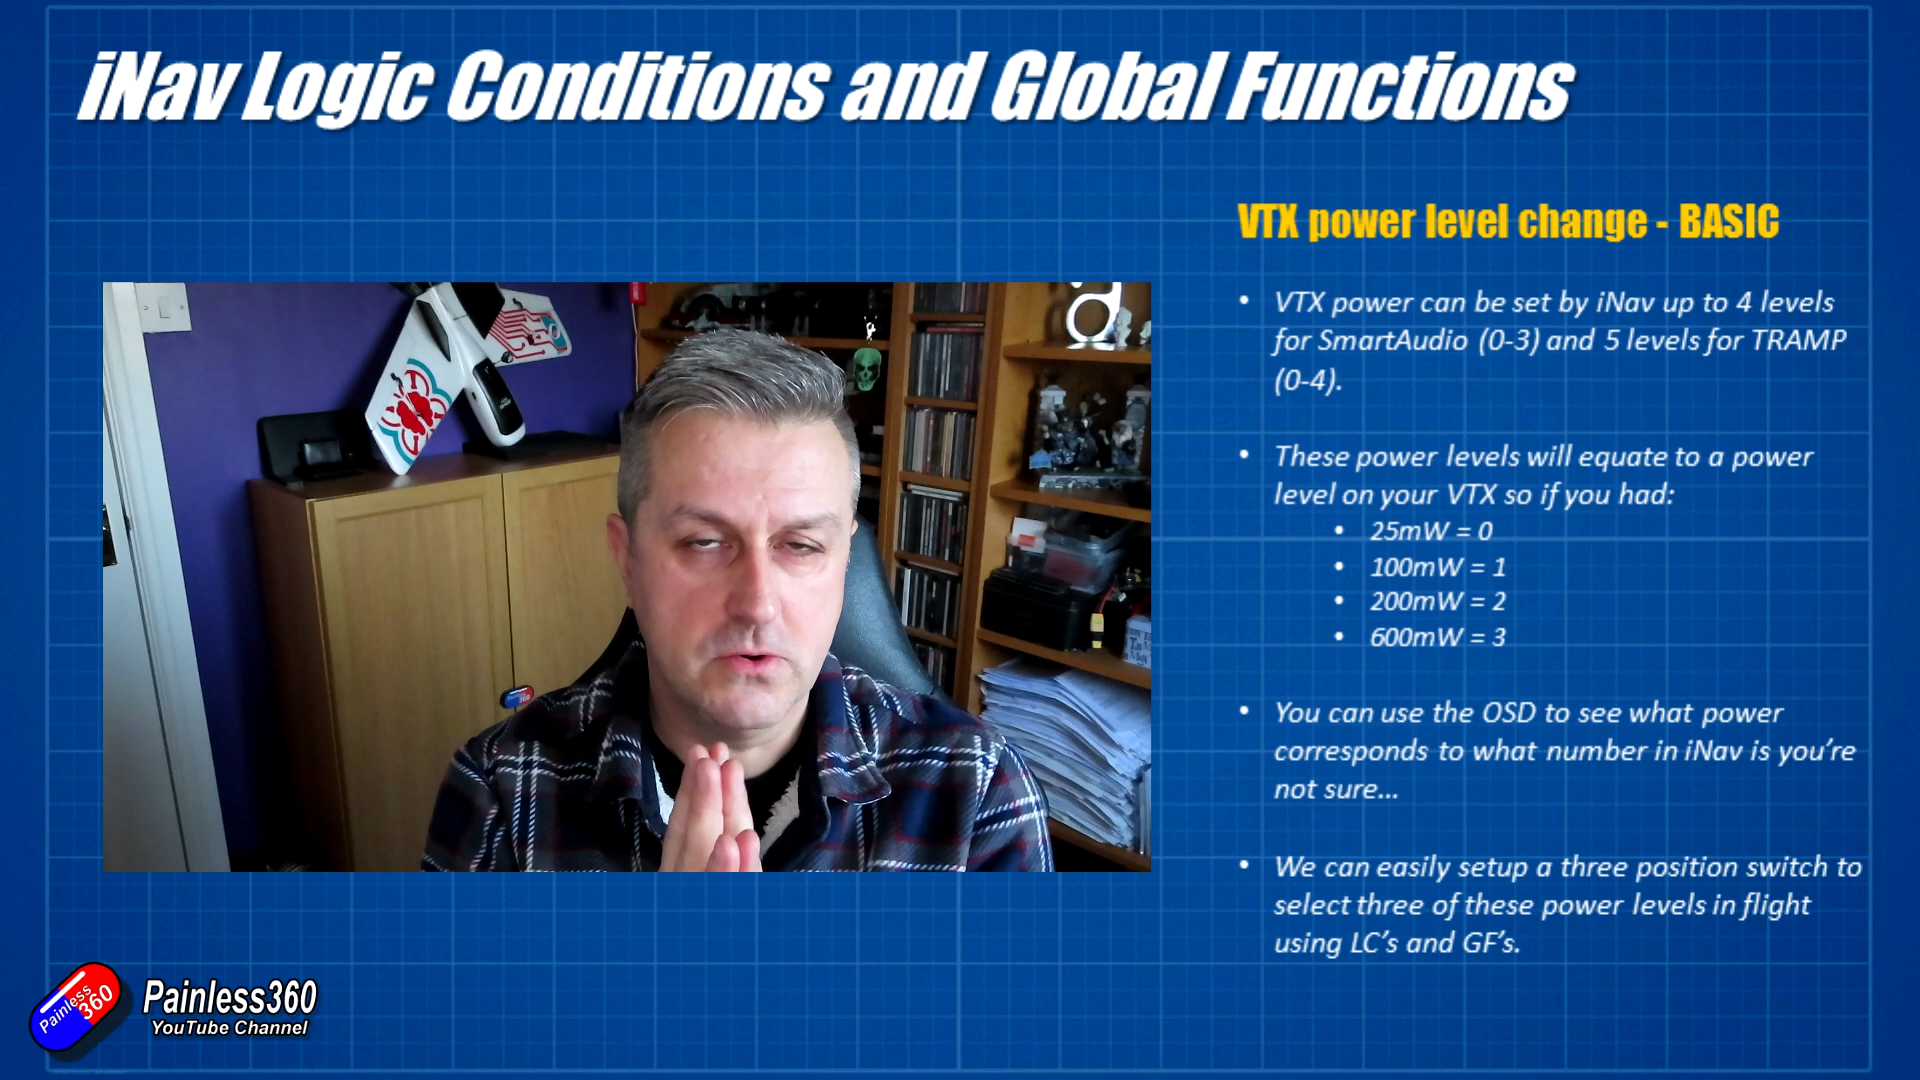 iNav Logic Conditions and Global Functions
VTX power level change - BASIC
• VTX power can be set by iNav up to 4 levels
for SmartAudio (0-3) and 5 levels for TRAMP
(0-4).
• These power levels will equate to a power
level on your VTX so if you had:
• 25mW = 0
• 100mW = 1
• 200mW = 2
• 600mW = 3
• You can use the OSD to see what power
corresponds to what number in iNav is you're
not sure...
• We can easily setup a three position switch to
select three of these power levels in flight
using LC's and GF's.
Painless
360
Painless360
YouTube Channel